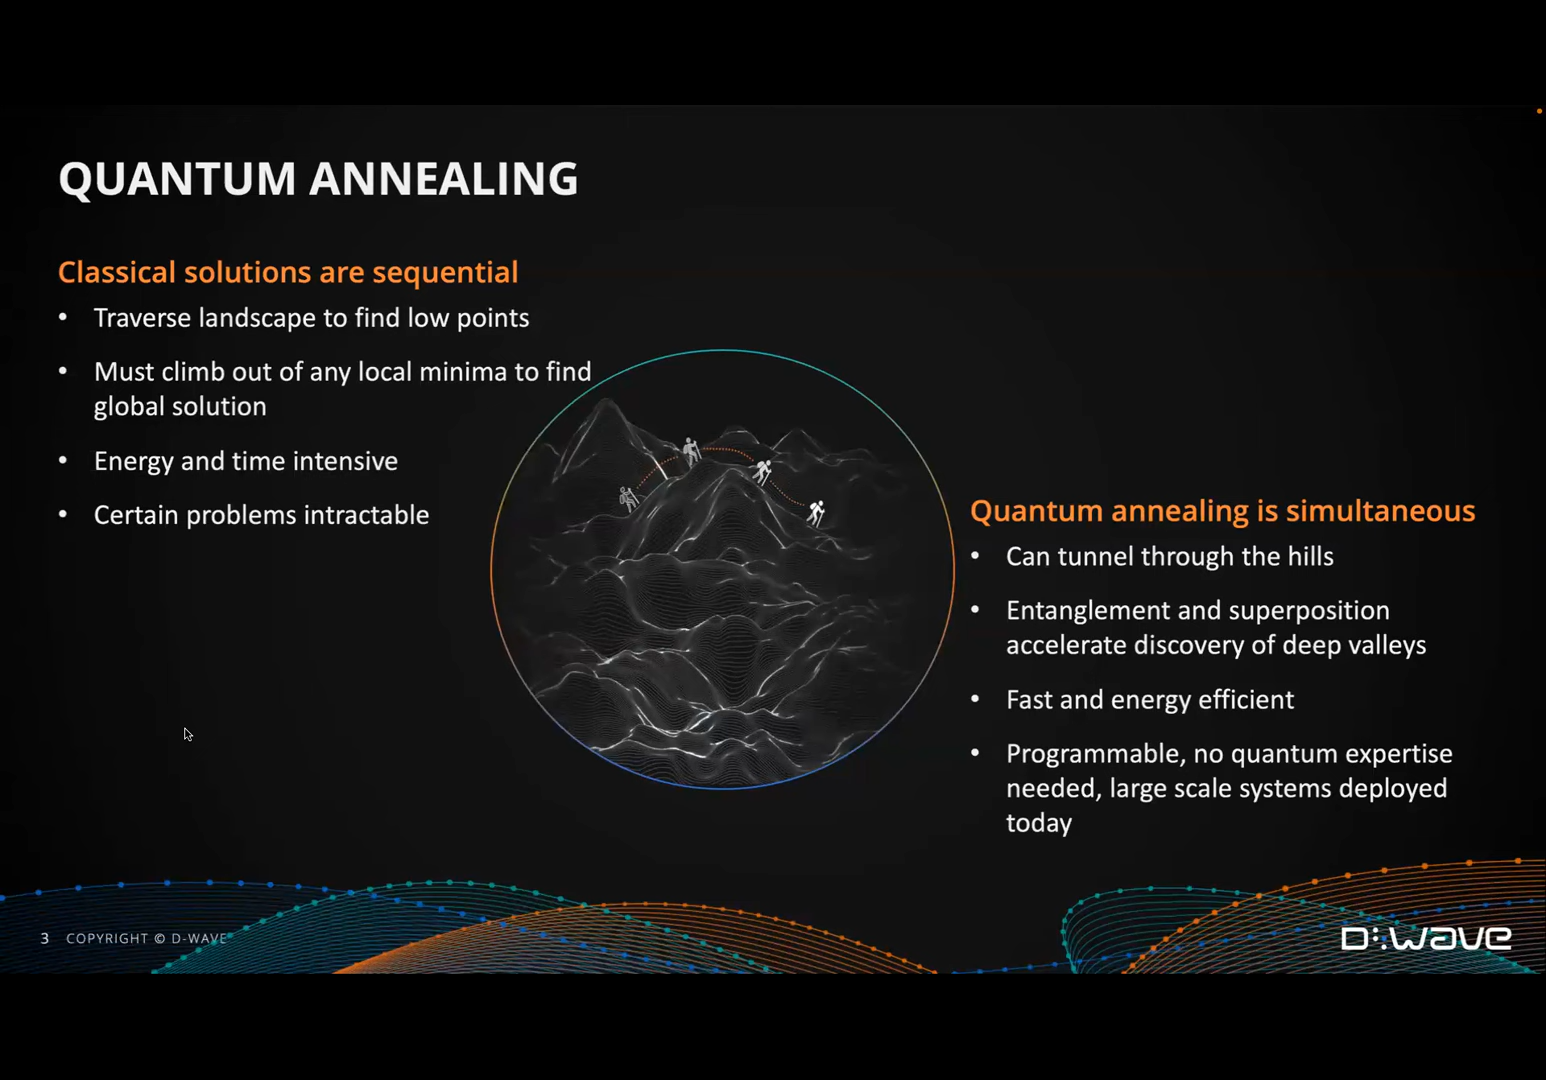 QUANTUM ANNEALING
Classical solutions are sequential
• Traverse landscape to find low points
• Must climb out of any local minima to find
global solution
• Energy and time intensive
• Certain problems intractable
Quantum annealing is simultaneous
• Can tunnel through the hills
• Entanglement and superposition
accelerate discovery of deep valleys
• Fast and energy efficient
• Programmable, no quantum expertise
needed, large scale systems deployed
today
3 COPYRIGHT © D-WAVE
D:wave